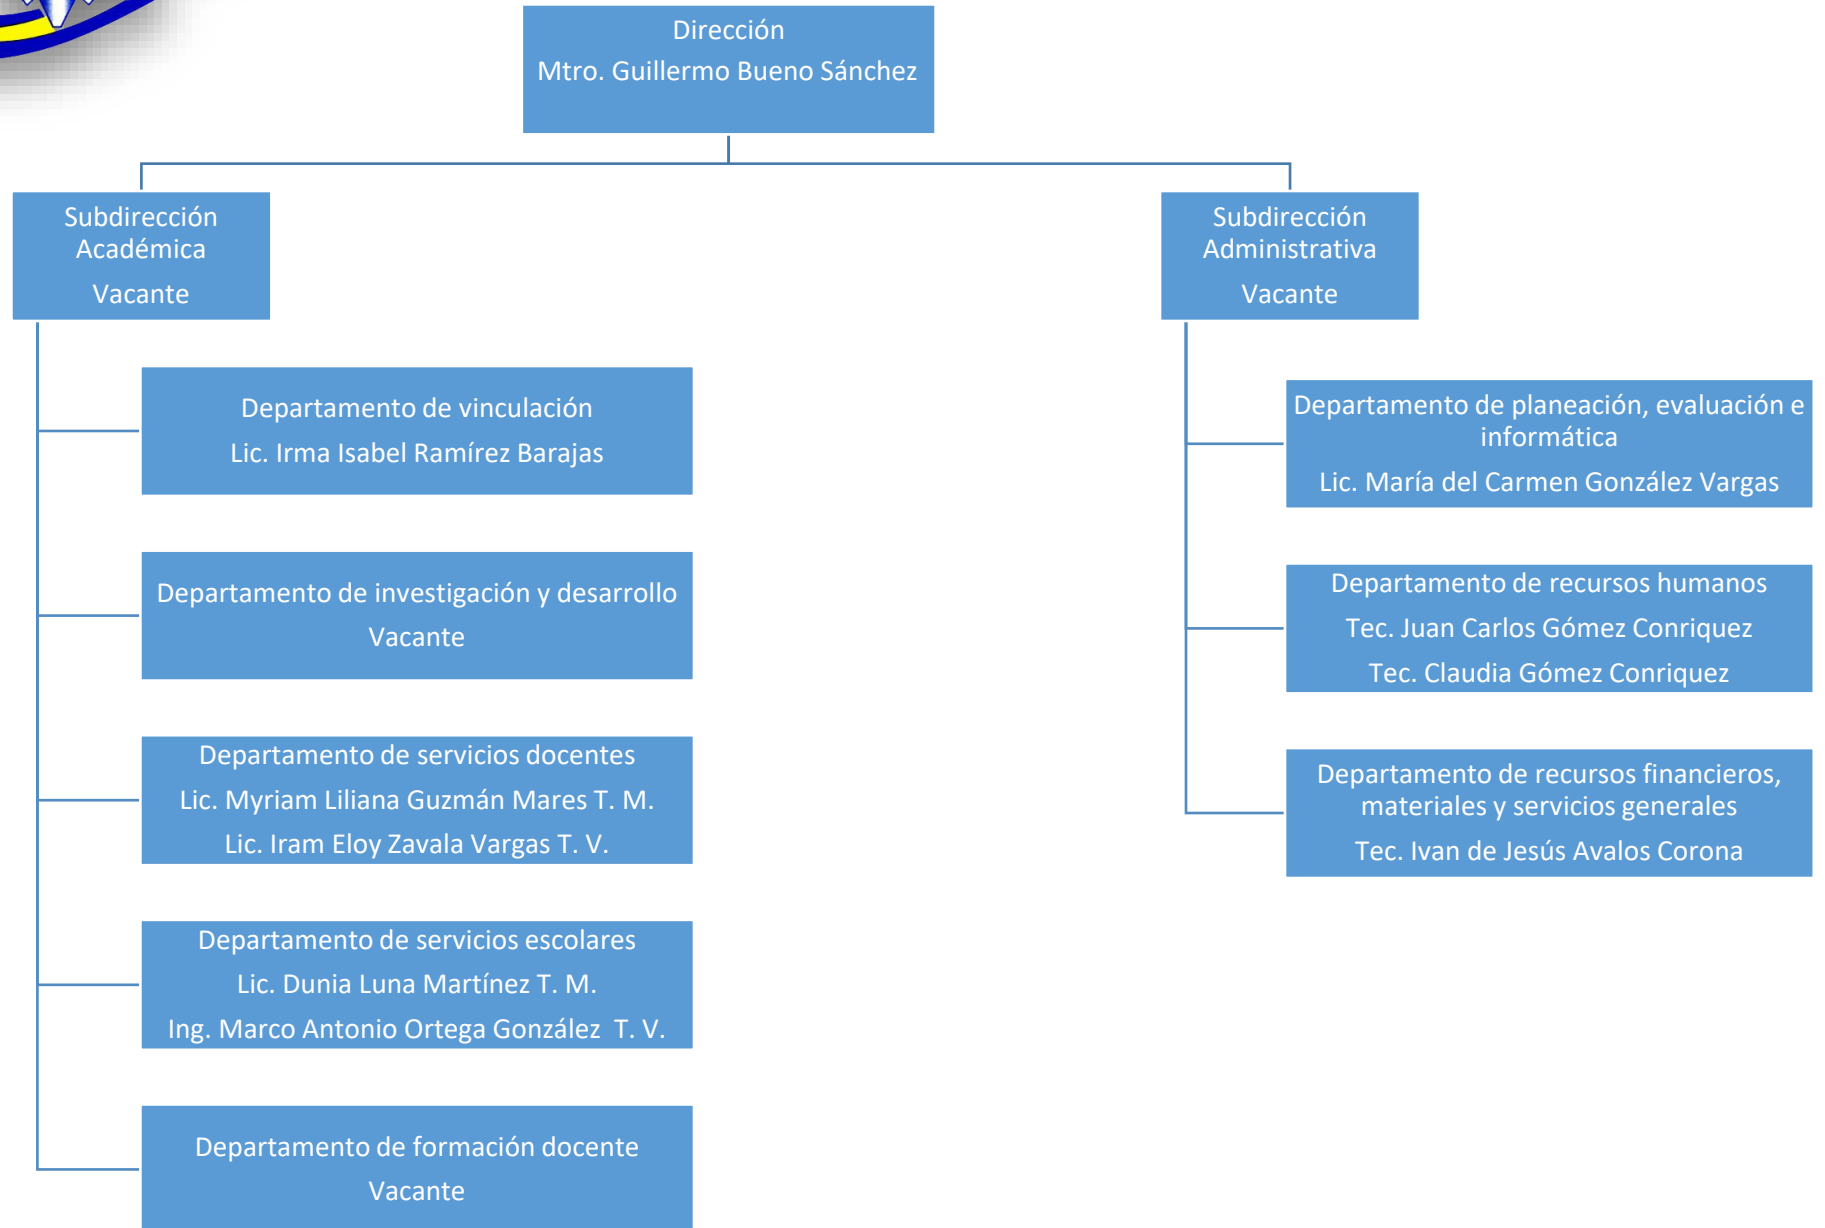 Dirección
Mtro. Guillermo Bueno Sánchez
Subdirección
Académica
Vacante
Subdirección
Administrativa
Vacante
Departamento de vinculación
Lic. Irma Isabel Ramírez Barajas
Departamento de investigación y desarrollo
Vacante
Departamento de servicios docentes
Lic. Myriam Liliana Guzmán Mares T. M.
Lic. Iram Eloy Zavala Vargas T. V.
Departamento de servicios escolares
Lic. Dunia Luna Martínez T. M.
Ing. Marco Antonio Ortega González  T. V.
Departamento de formación docente
Vacante
Departamento de planeación, evaluación e
informática
Lic. María del Carmen González Vargas
Departamento de recursos humanos
Tec. Juan Carlos Gómez Conriquez
Tec. Claudia Gómez Conriquez
Departamento de recursos financieros,
materiales y servicios generales
Tec. Ivan de Jesús Avalos Corona